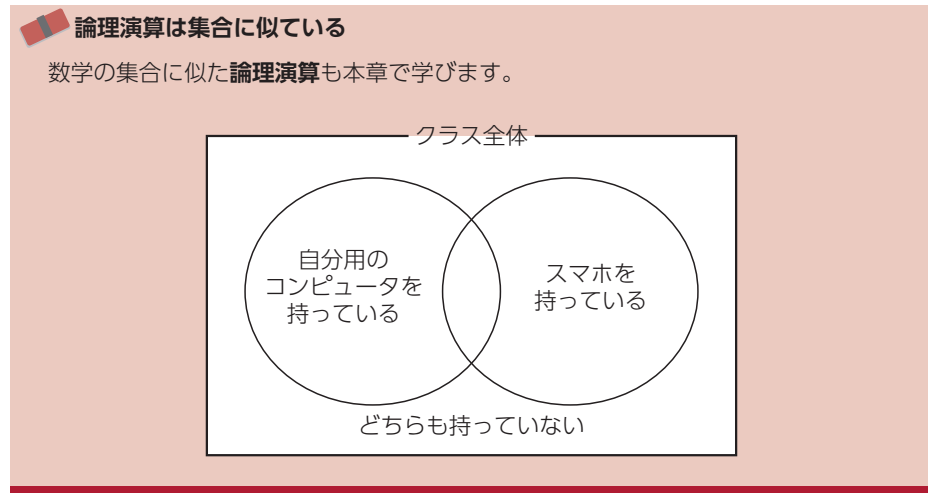 論理演算は集合に似ている
数学の集合に似た論理演算も本章で学びます。
クラス全体
自分用の
コンピュータを
持っている
スマホを
持っている
どちらも持っていない